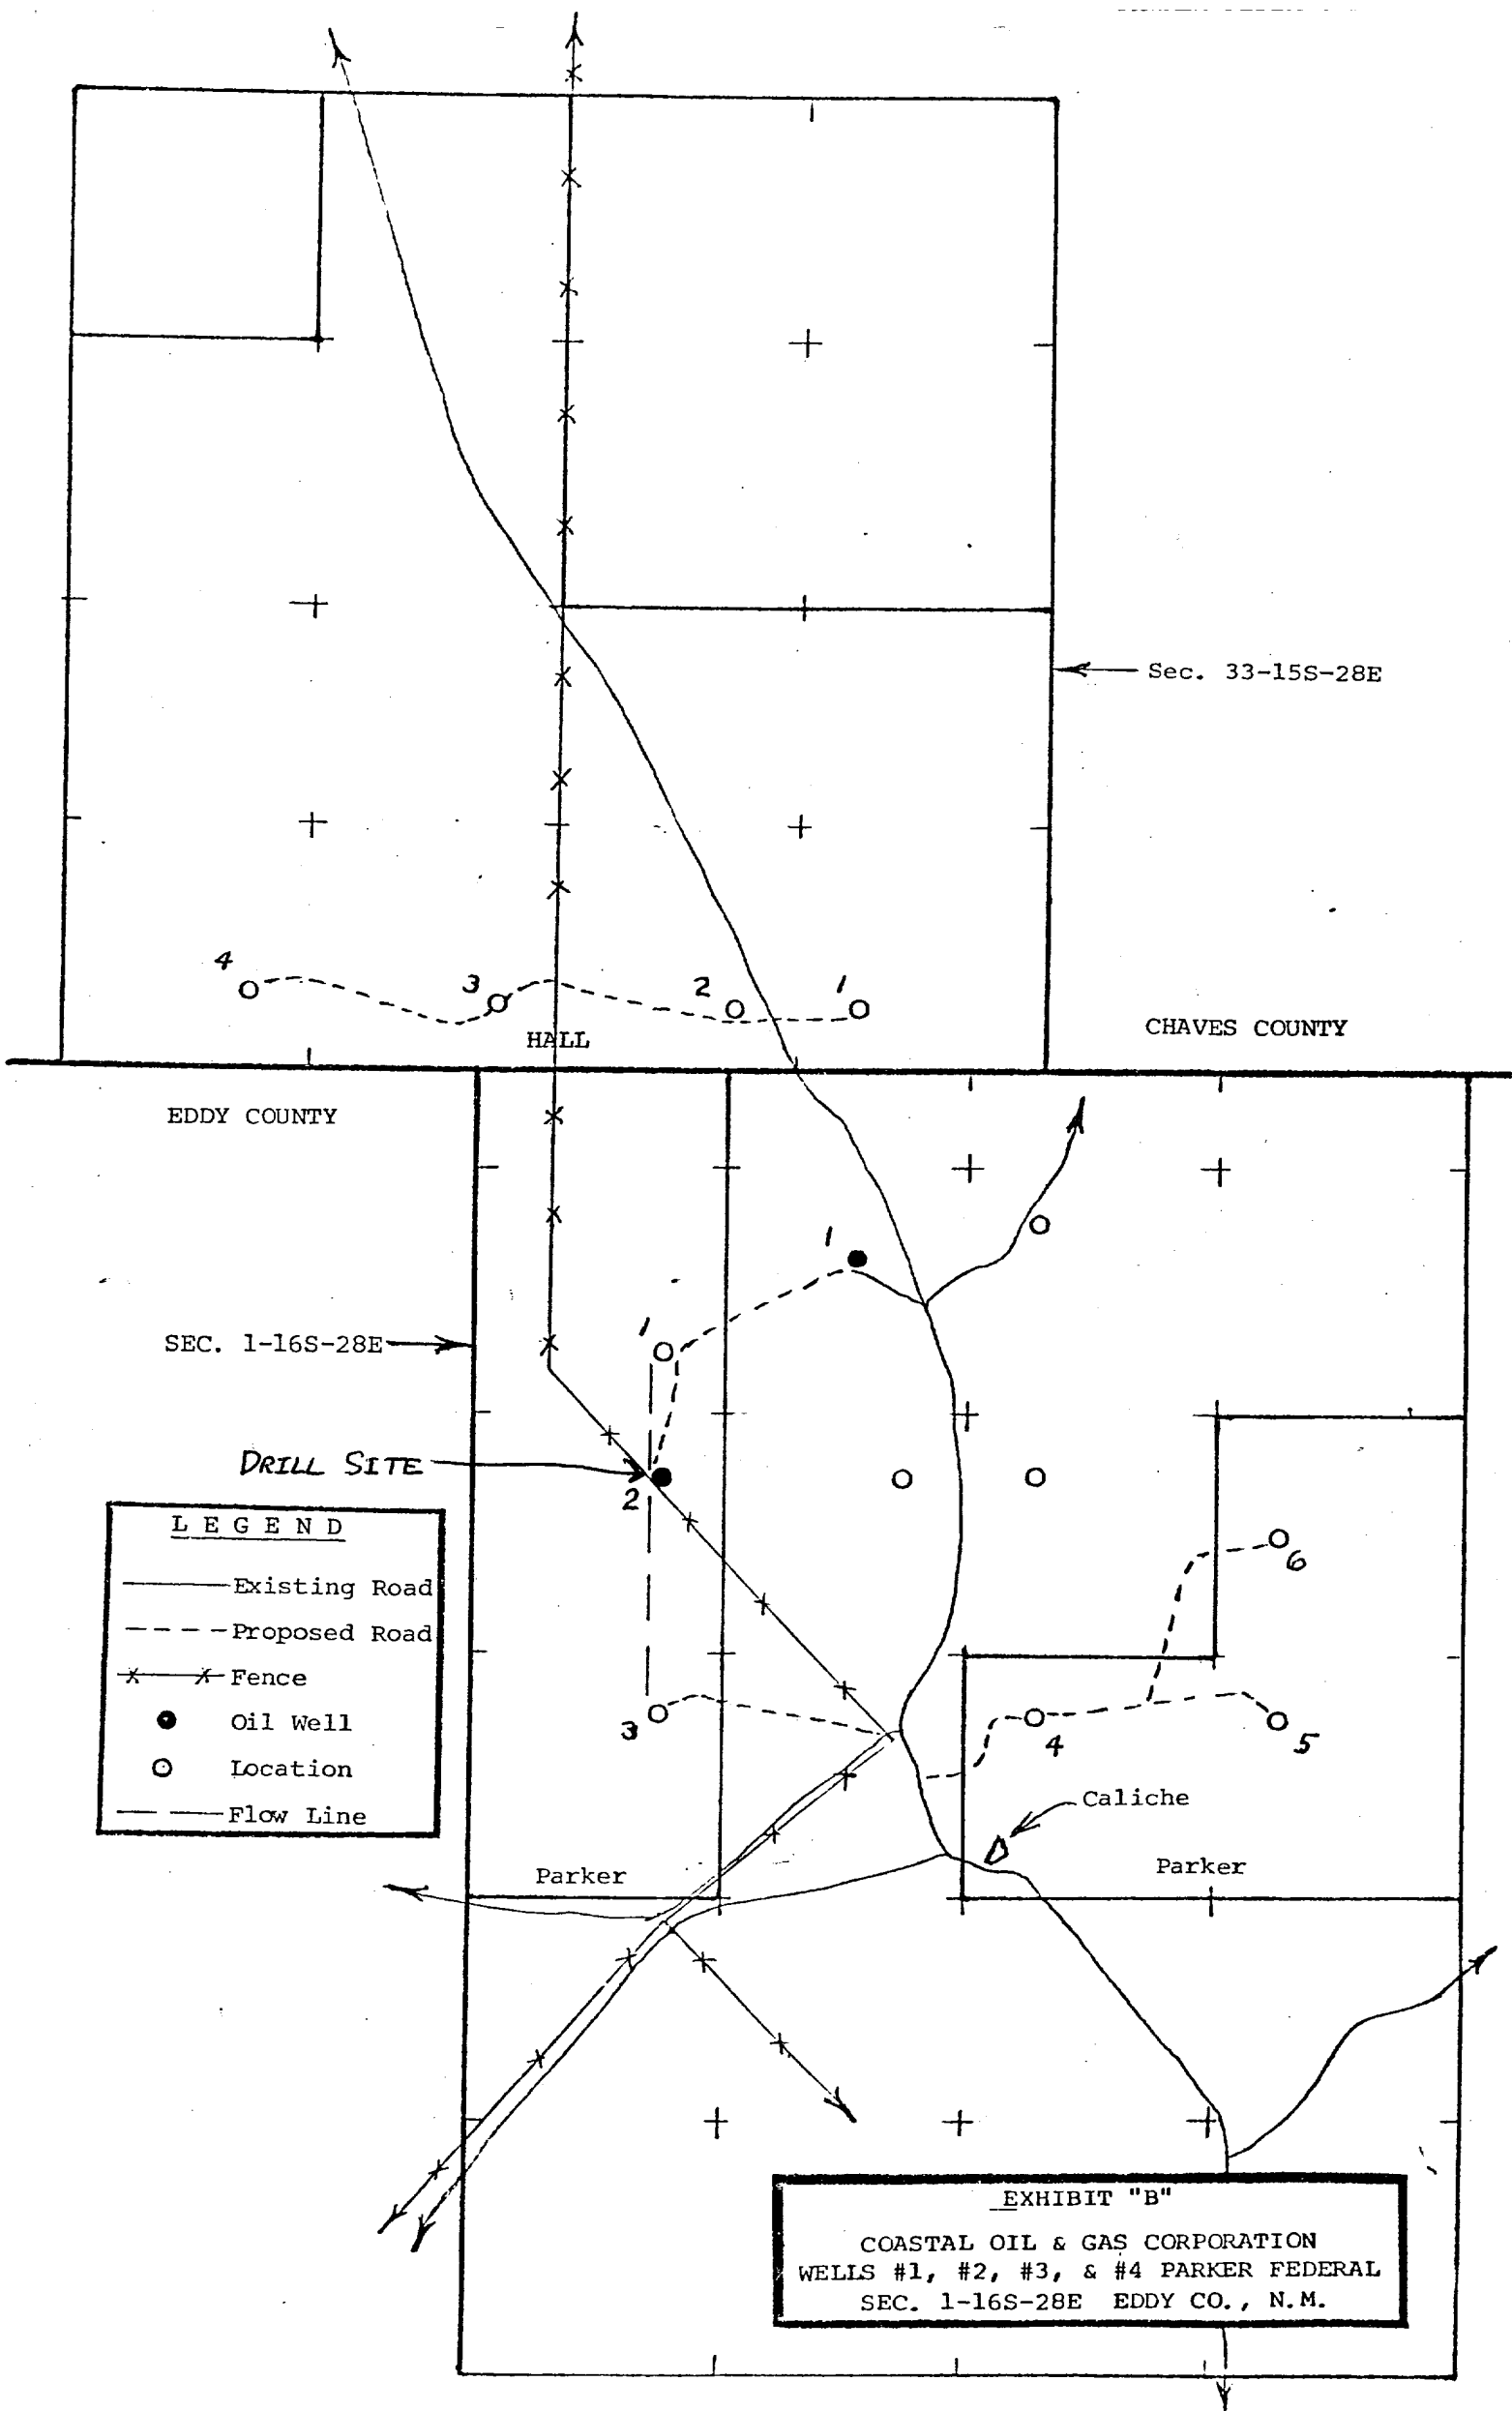 Sec. 33-15S-28E
4
3
2
1
HALL
CHAVES COUNTY
EDDY COUNTY
1
SEC. 1-16S-28E
1
DRILL SITE
2
LEGEND
Existing Road
Proposed Road
Fence
Oil Well
Location
Flow Line
6
3
4
5
Caliche
Parker
Parker
EXHIBIT "B"
COASTAL OIL & GAS CORPORATION
WELLS #1, #2, #3, & #4 PARKER FEDERAL
SEC. 1-16S-28E EDDY CO., N.M.